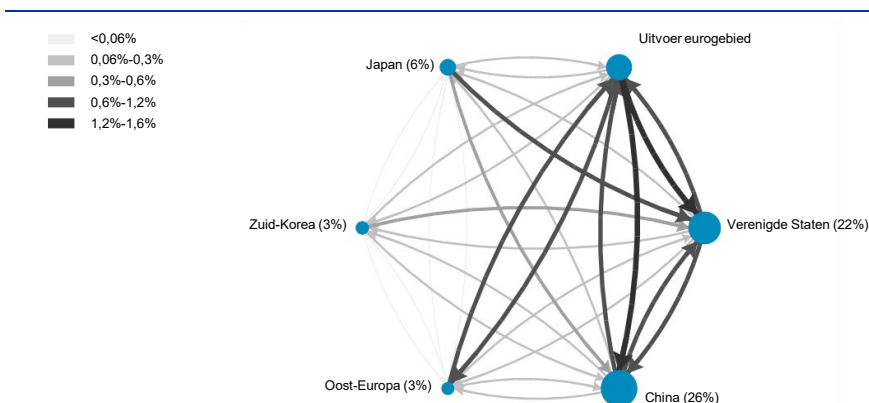 <0,06%
0,06%-0,3%
0,3%-0,6%
0,6%-1,2%
1,2%-1,6%
Uitvoer eurogebied
Japan (6%)
Zuid-Korea (3%)
Verenigde Staten (22%)
Oost-Europa (3%)
China (26%)